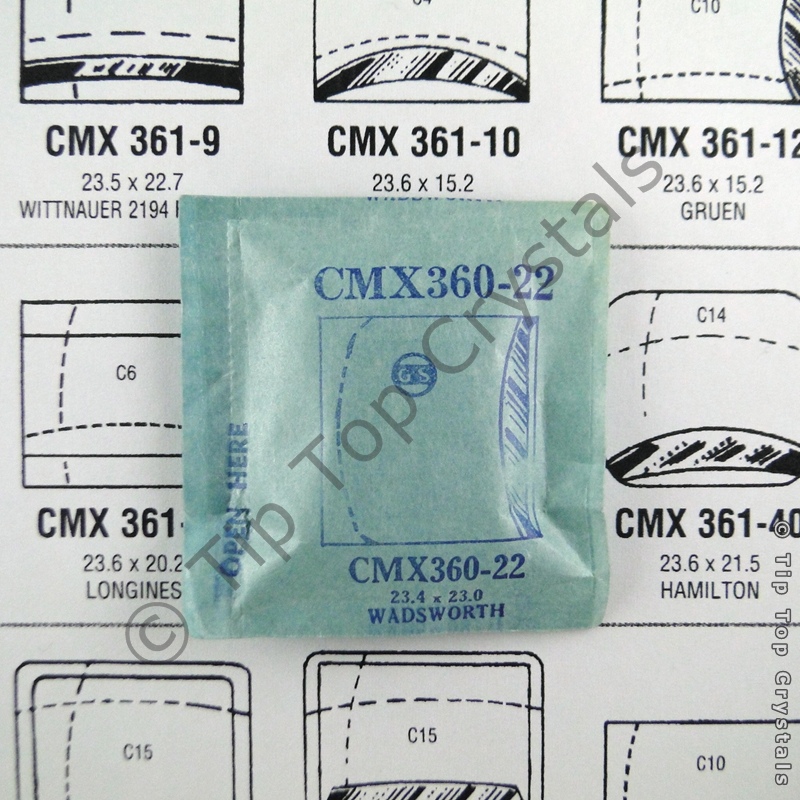 C4
C10
CMX 361-9
CMX 361-10
CMX 361-12
23.5 x 22.7
23.6 x 15.2
23.6 x 15.2
WITTNAUER 2194
WADSWORTH
GRUEN
CMX360-22
GS
C6
C14
OPEN HERE
CMX 361-
CMX 361-40
23.6 x 20.2
23.6 x 21.5
LONGINES
HAMILTON
CMX360-22
23.4 x 23.0
WADSWORTH
C15
C15
C10
© Tip Top Crystals
© Tip Top Crystals